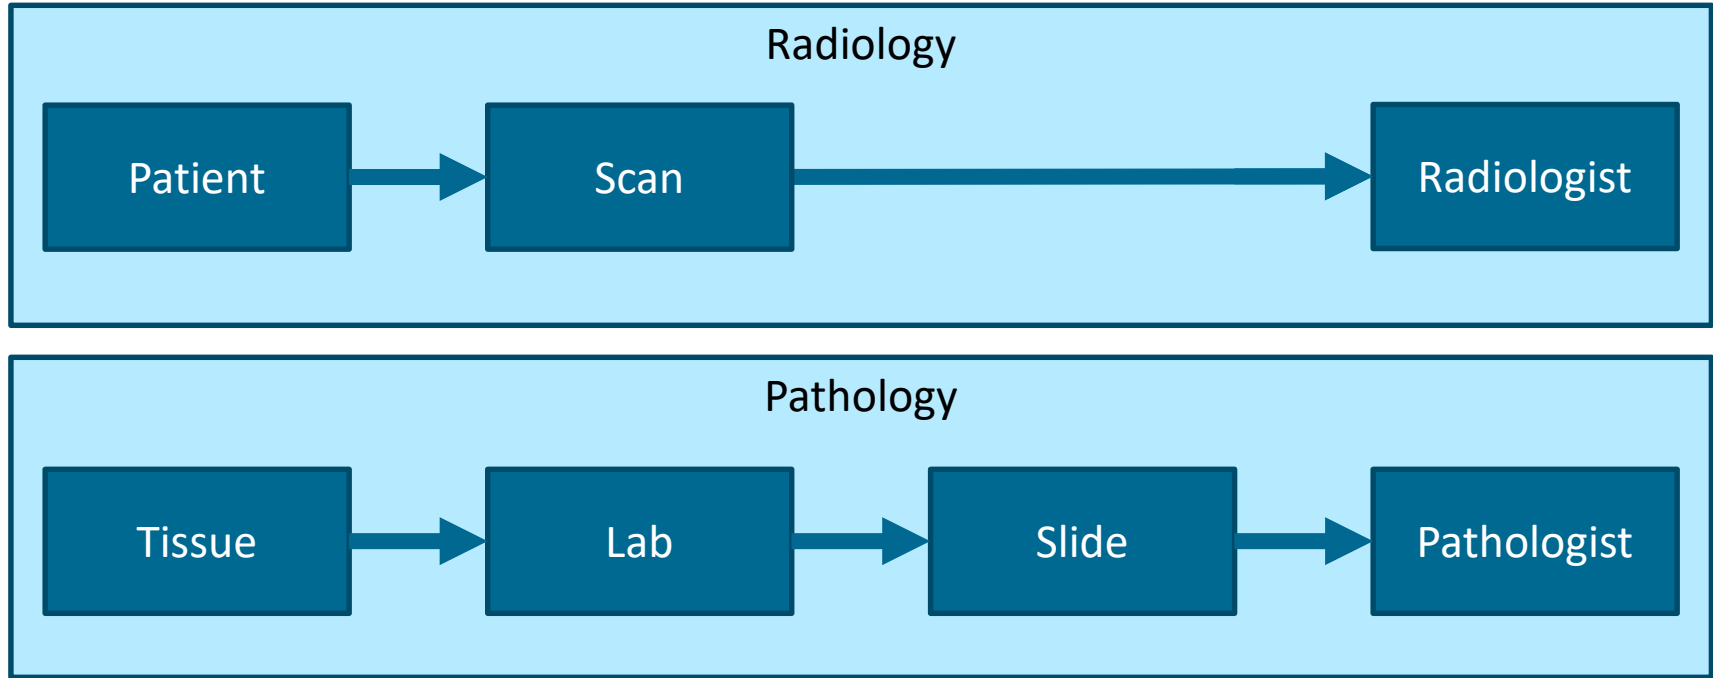 Radiology
Patient
Scan
Radiologist
Pathology
Tissue
Lab
Slide
Pathologist